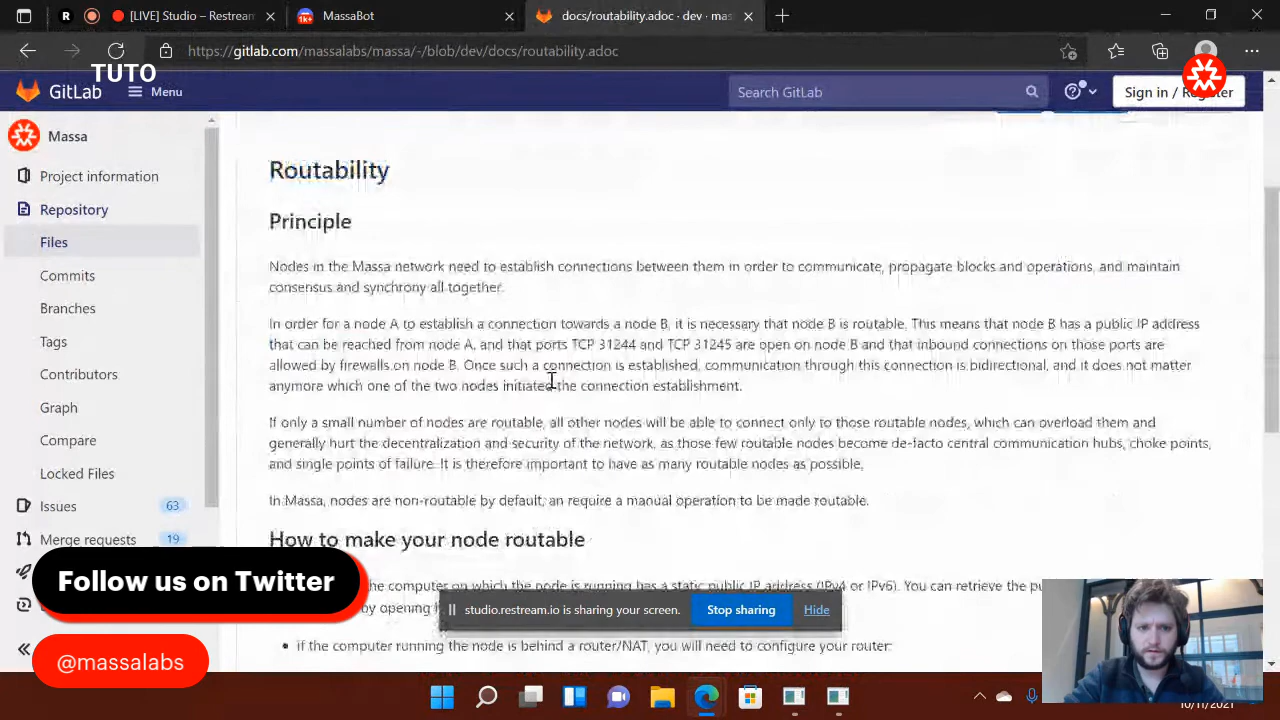 [LIVE] Studio – Restream
MassaBot
docs/routability.adoc · dev · mas
1k+
https://gitlab.com/massalabs/massa/-/blob/dev/docs/routability.adoc
TUTO
GitLab
Menu
Search GitLab
Sign in / Register
Massa
Project information
Repository
Files
Commits
Branches
Tags
Contributors
Graph
Compare
Locked Files
Issues 63
Merge requests 19
Routability
Principle
Nodes in the Massa network need to establish connections between them in order to communicate, propagate blocks and operations, and maintain
consensus and synchrony all together.
In order for a node A to establish a connection towards a node B, it is necessary that node B is routable. This means that node B has a public IP address
that can be reached from node A, and that ports TCP 31244 and TCP 31245 are open on node B and that inbound connections on those ports are
allowed by firewalls on node B. Once such a connection is established, communication through this connection is bidirectional, and it does not matter
anymore which one of the two nodes initiated the connection establishment.
If only a small number of nodes are routable, all other nodes will be able to connect only to those routable nodes, which can overload them and
generally hurt the decentralization and security of the network, as those few routable nodes become de-facto central communication hubs, choke points,
and single points of failure. It is therefore important to have as many routable nodes as possible.
In Massa, nodes are non-routable by default, an require a manual operation to be made routable.
How to make your node routable
the computer on which the node is running has a static public IP address (IPv4 or IPv6). You can retrieve the pu
by opening
if the computer running the node is behind a router/NAT, you will need to configure your router:
studio.restream.io is sharing your screen.
Stop sharing
Hide
Follow us on Twitter
@massalabs
10/11/2021